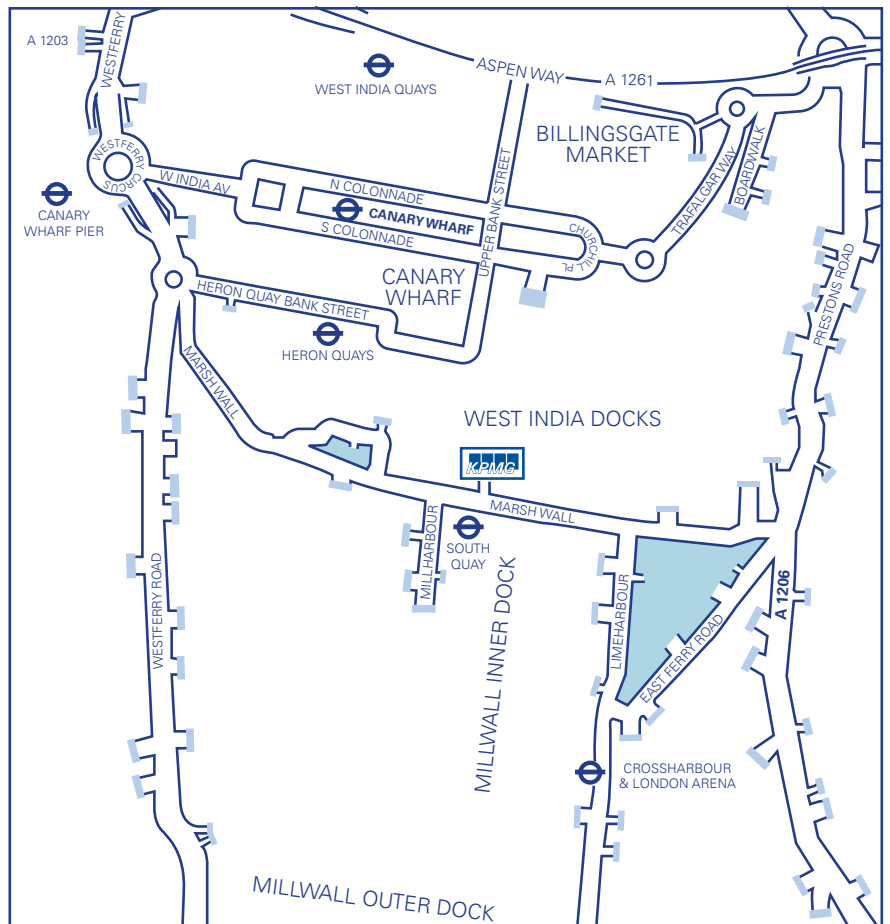 A 1203
WESTFERRY
WEST INDIA QUAYS
ASPEN WAY
A 1261
BILLINGSGATE
MARKET
WESTFERRY CIRCUS
W INDIA AV
N COLONNADE
CANARY WHARF
S COLONNADE
UPPER BANK STREET
CHURCHILL PL
TRAFALGAR WAY
BOARDWALK
CANARY
WHARF PIER
CANARY
WHARF
HERON QUAY BANK STREET
HERON QUAYS
PRESTONS ROAD
MARSH WALL
WEST INDIA DOCKS
KPMG
MARSH WALL
MILLHARBOUR
SOUTH
QUAY
MILLWALL INNER DOCK
LIMEHARBOUR
EAST FERRY ROAD
A 1206
WESTFERRY ROAD
CROSSHARBOUR
& LONDON ARENA
MILLWALL OUTER DOCK